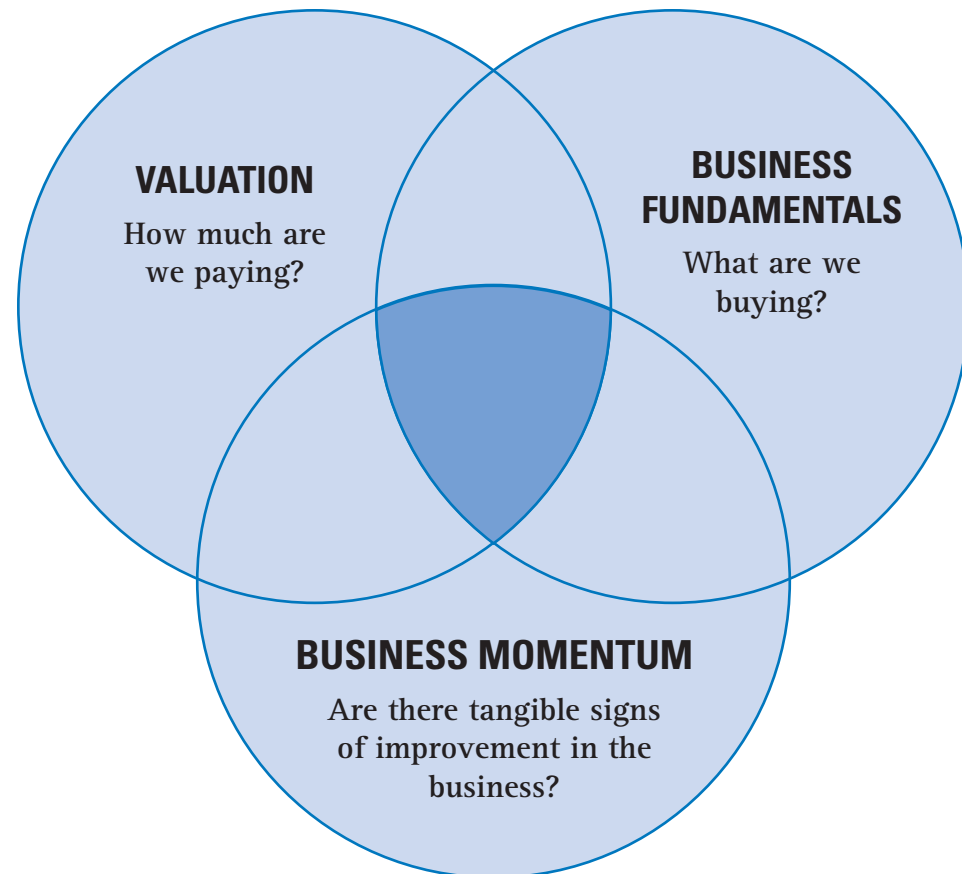 VALUATION
How much are
we paying?
BUSINESS
FUNDAMENTALS
What are we
buying?
BUSINESS MOMENTUM
Are there tangible signs
of improvement in the
business?